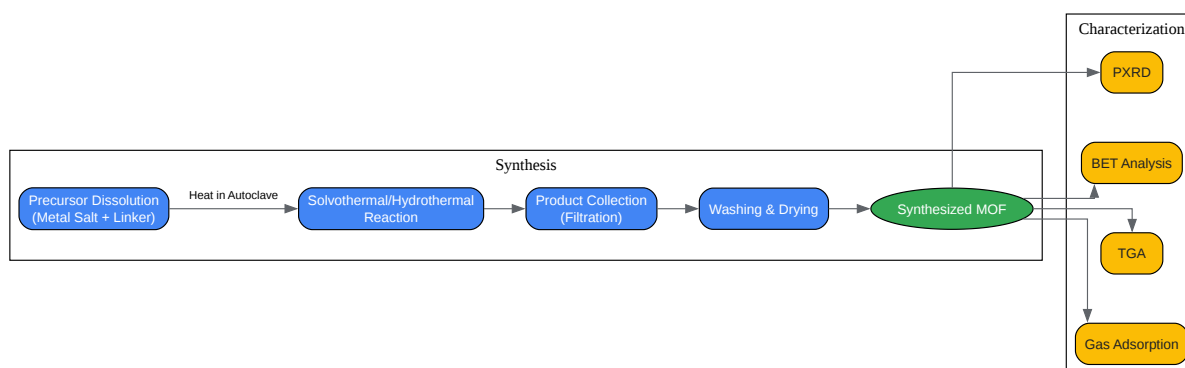 Synthesis
Precursor Dissolution
(Metal Salt + Linker)
Heat in Autoclave
Solvothermal/Hydrothermal
Reaction
Product Collection
(Filtration)
Washing & Drying
Synthesized MOF
Characterization
PXRD
BET Analysis
TGA
Gas Adsorption